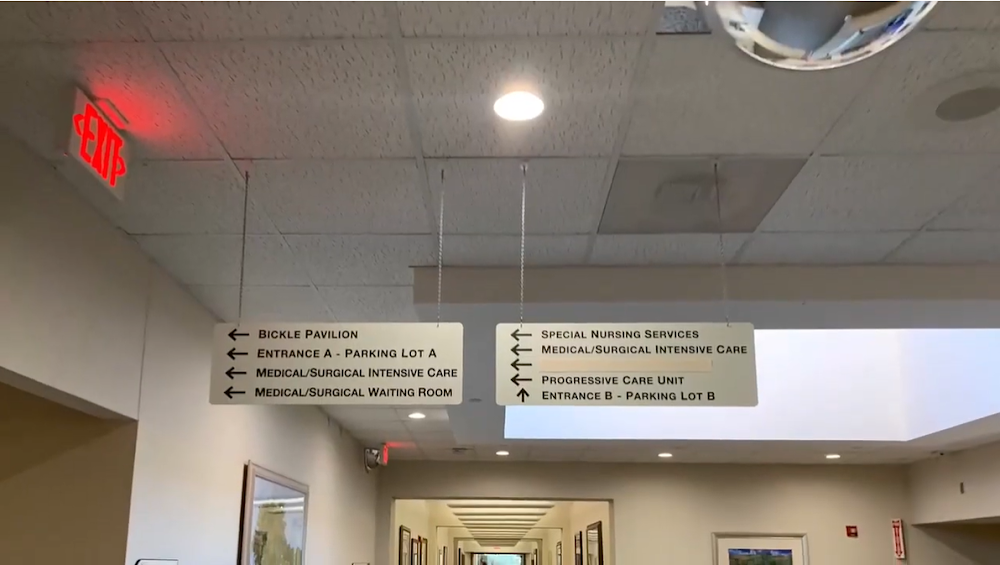 EXIT
← BICKLE PAVILION
← ENTRANCE A - PARKING LOT A
← MEDICAL/SURGICAL INTENSIVE CARE
← MEDICAL/SURGICAL WAITING ROOM
← SPECIAL NURSING SERVICES
← MEDICAL/SURGICAL INTENSIVE CARE
←
← PROGRESSIVE CARE UNIT
↑ ENTRANCE B - PARKING LOT B